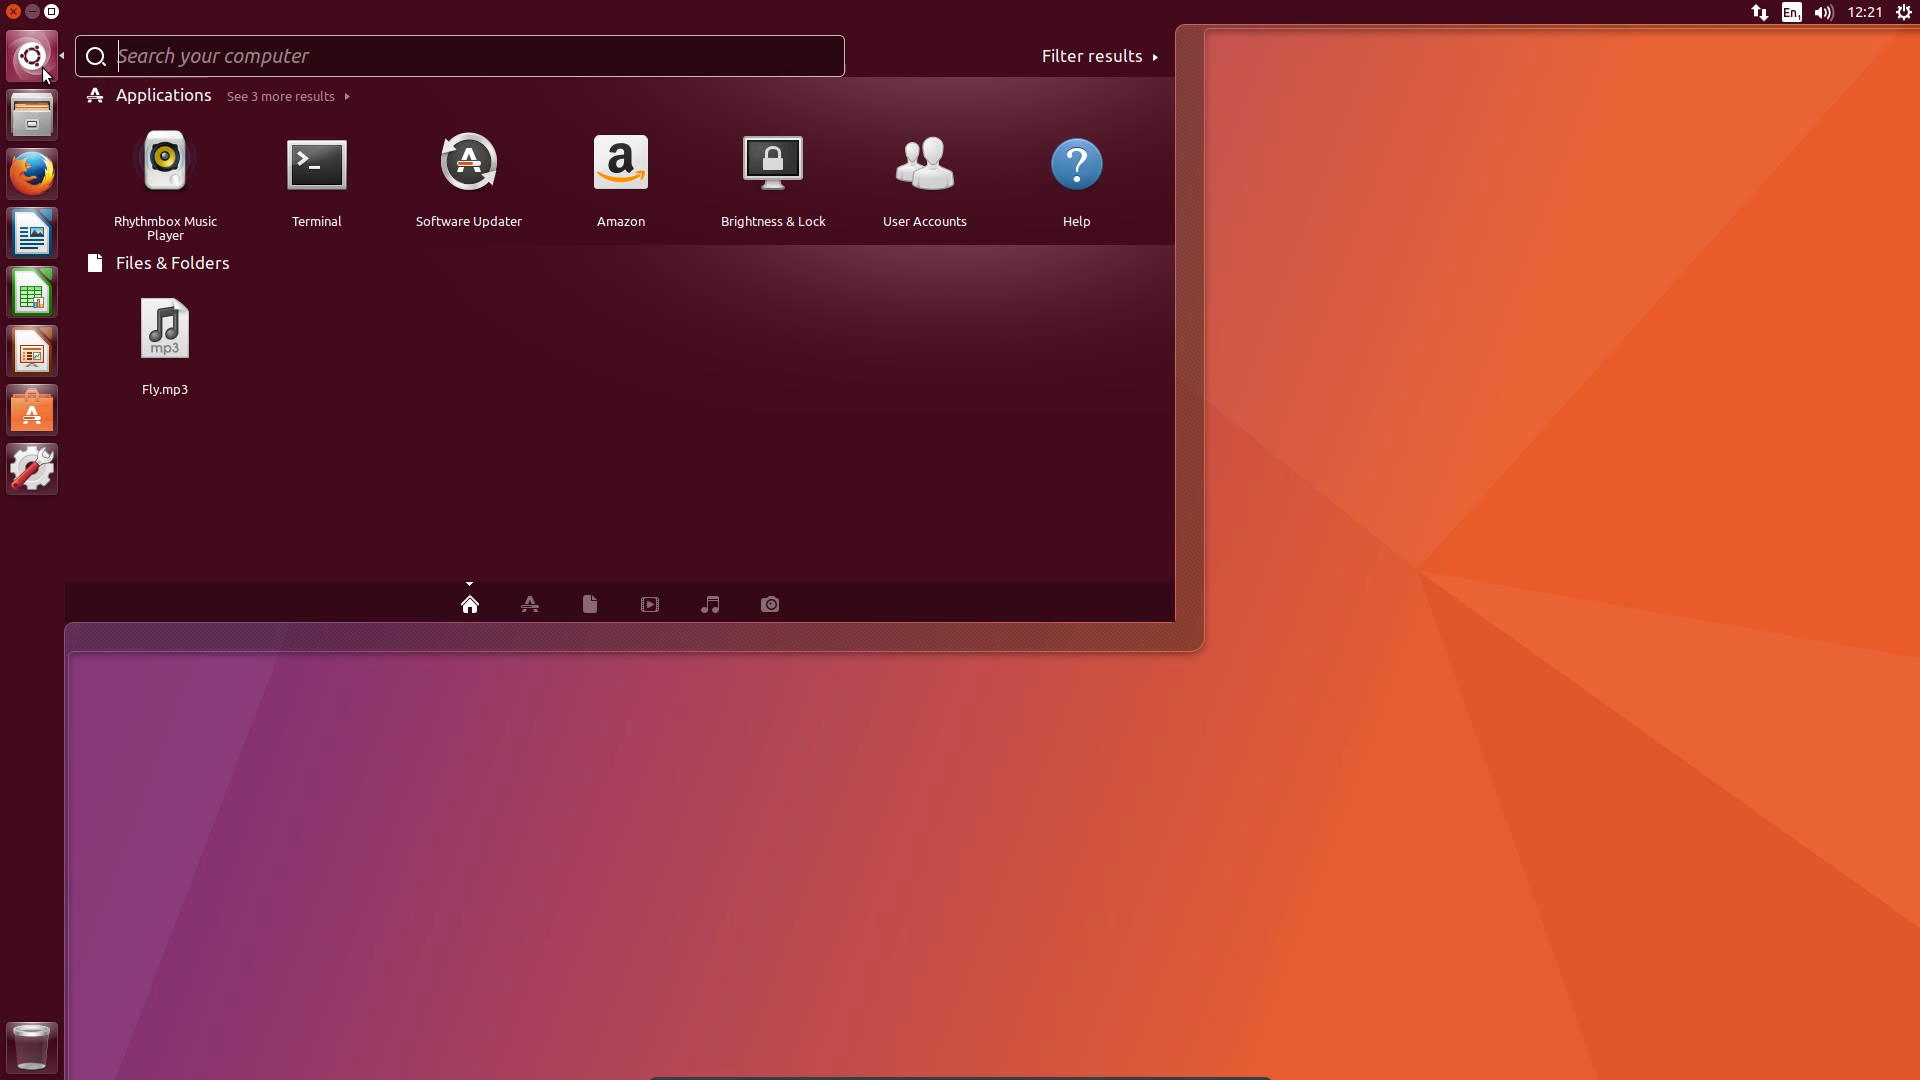 En1
12:21
Search your computer
Filter results
Applications
See 3 more results
a
Rhythmbox Music
Player
Terminal
Software Updater
Amazon
Brightness & Lock
User Accounts
Help
Files & Folders
mp3
Fly.mp3